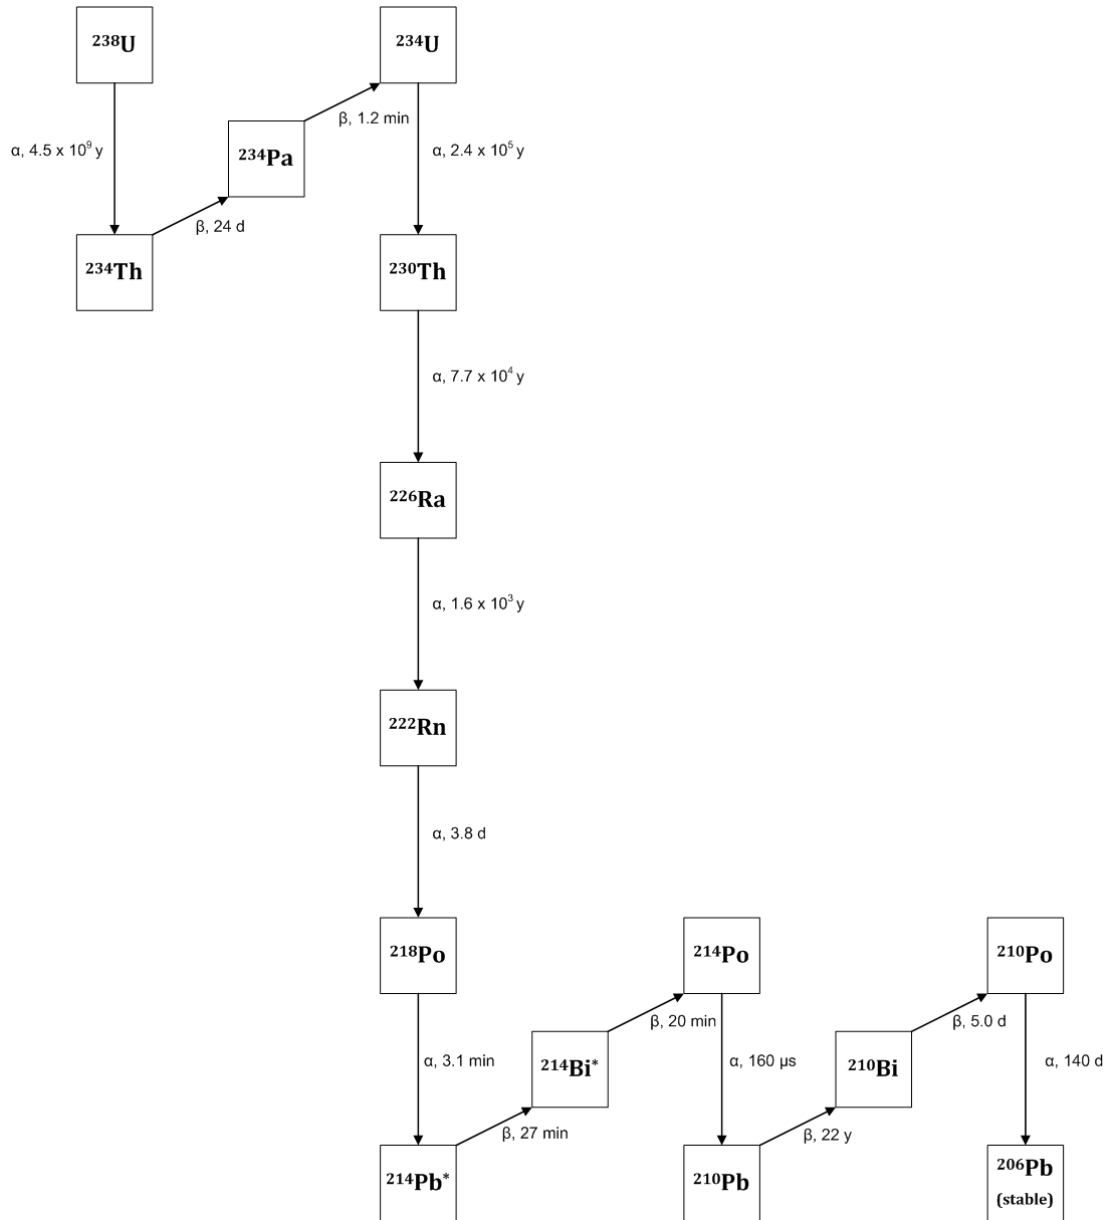 ²³⁸U
²³⁴U
β, 1.2 min
α, 4.5 x 10⁹ y
²³⁴Pa
α, 2.4 x 10⁵ y
β, 24 d
²³⁴Th
²³⁰Th
α, 7.7 x 10⁴ y
²²⁶Ra
α, 1.6 x 10³ y
²²²Rn
α, 3.8 d
²¹⁸Po
²¹⁴Po
²¹⁰Po
β, 20 min
β, 5.0 d
α, 3.1 min
²¹⁴Bi*
α, 160 µs
²¹⁰Bi
α, 140 d
β, 27 min
β, 22 y
²¹⁴Pb*
²¹⁰Pb
²⁰⁶Pb
(stable)